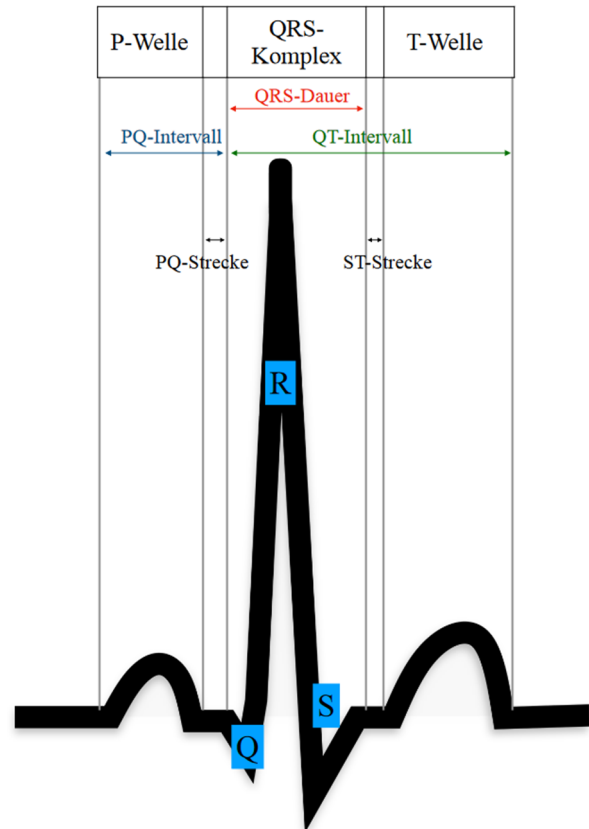 P-Welle
QRS-
Komplex
T-Welle
QRS-Dauer
PQ-Intervall
QT-Intervall
PQ-Strecke
ST-Strecke
R
S
Q